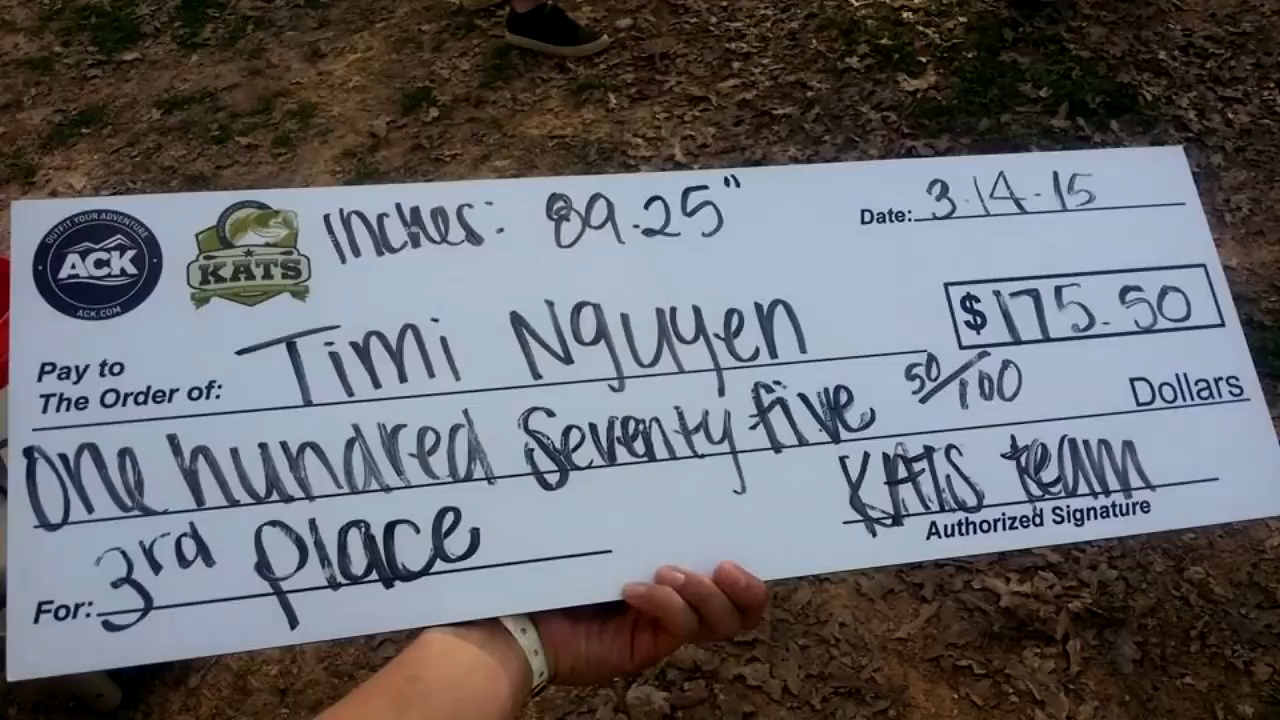 OUTFIT YOUR ADVENTURE
ACK
ACK.COM
KATS
Inches: 89.25"
Date: 3-14-15
Pay to
The Order of: Timi Nguyen
$175.50
One hundred Seventy five 50/100 Dollars
KATS team
Authorized Signature
For: 3rd place